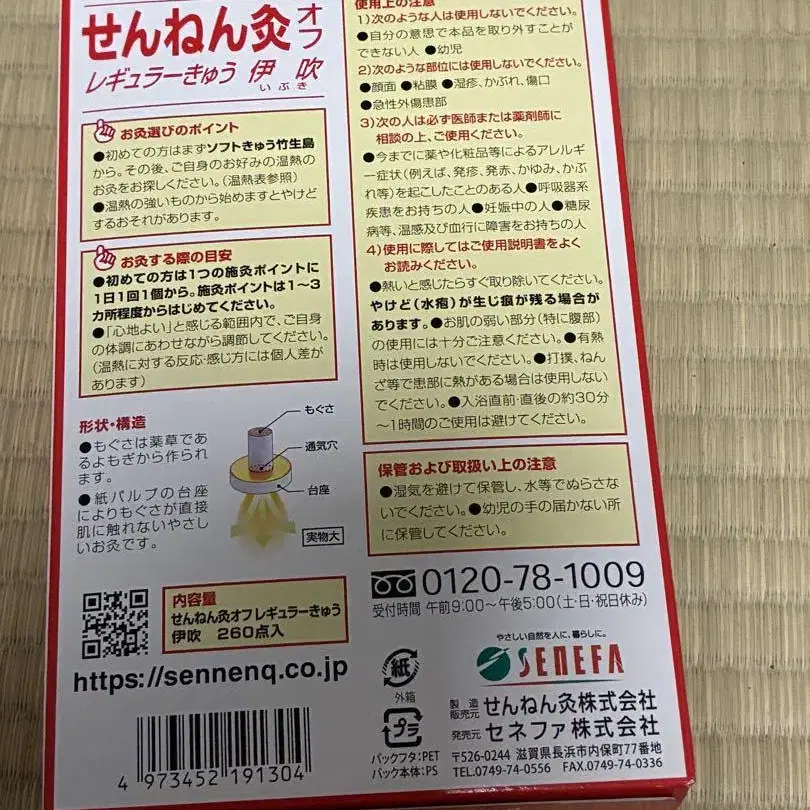 せんねん灸オフ
レギュラーきゅう 伊吹
いぶき
お灸選びのポイント
●初めての方はまずソフトきゅう竹生島
から。その後、ご自身のお好みの温熱の
お灸をお探しください。(温熱表参照)
●温熱の強いものから始めますとやけど
するおそれがあります。
お灸する際の目安
●初めての方は1つの施灸ポイントに
1日1回1個から。施灸ポイントは1〜3
カ所程度からはじめてください。
●「心地よい」と感じる範囲内で、ご自身
の体調にあわせながら調節してください。
(温熱に対する反応・感じ方には個人差が
あります)
形状・構造
●もぐさは薬草であ
るよもぎから作られ
ます。
●紙パルプの台座
によりもぐさが直接
肌に触れないやさし
いお灸です。
もぐさ
通気穴
台座
実物大
内容量
せんねん灸オフレギュラーきゅう
伊吹 260点入
https://sennenq.co.jp
4 973452 191304
使用上の注意
1)次のような人は使用しないでください。
●自分の意思で本品を取り外すことが
できない人 ●幼児
2)次のような部位には使用しないでください。
●顔面 ●粘膜 ●湿疹、かぶれ、傷口
●急性外傷患部
3)次の人は必ず医師または薬剤師に
相談の上、ご使用ください。
●今までに薬や化粧品等によるアレルギ
ー症状(例えば、発疹、発赤、かゆみ、かぶ
れ等)を起こしたことのある人 ●呼吸器系
疾患をお持ちの人 ●妊娠中の人 ●糖尿
病等、温感及び血行に障害をお持ちの人
4)使用に際してはご使用説明書をよく
お読みください。
●熱いと感じたらすぐ取り除いてください。
やけど(水疱)が生じ痕が残る場合が
あります。●お肌の弱い部分(特に腹部)
の使用には十分ご注意ください。●有熱
時は使用しないでください。●打撲、ねん
ざ等で患部に熱がある場合は使用しない
でください。●入浴直前・直後の約30分
〜1時間のご使用は避けてください。
保管および取扱い上の注意
●湿気を避けて保管し、水等でぬらさな
いでください。●幼児の手の届かない所
に保管してください。
0120-78-1009
受付時間 午前9:00〜午後5:00(土・日・祝日休み)
紙
外箱
プラ
パックフタ:PET
パック本体:PS
やさしい自然を人に、暮らしに。
SENEFA
製造販売元 せんねん灸株式会社
発売元 セネファ株式会社
〒526-0244 滋賀県長浜市内保町77番地
TEL.0749-74-0556 FAX.0749-74-0336